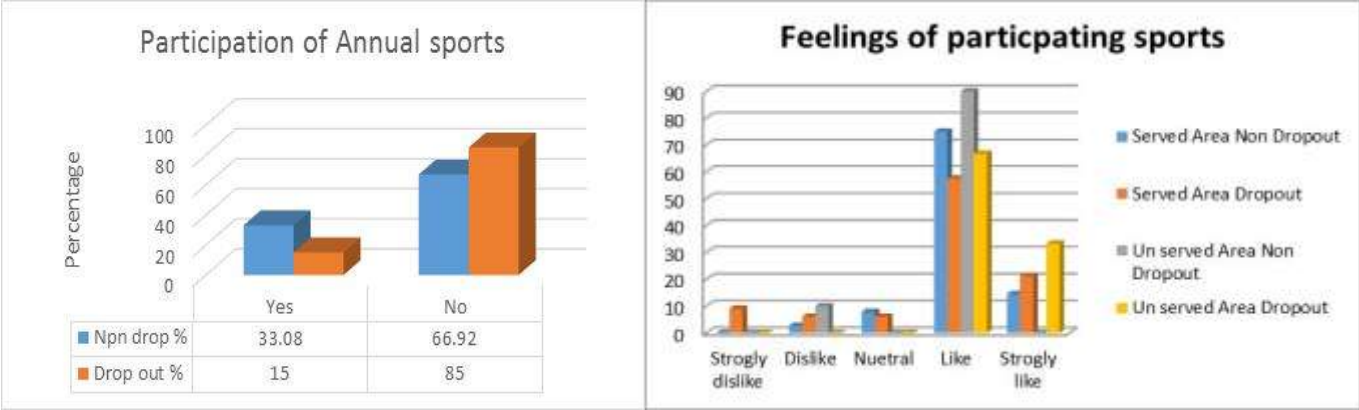 Participation of Annual sports
Percentage
100
80
60
40
20
0
Yes No
Npn drop % 33.08 66.92
Drop out % 15 85
Feelings of particpating sports
90
80
70
60
50
40
30
20
10
0
Strogly dislike
Dislike
Nuetral
Like
Strogly like
Served Area Non Dropout
Served Area Dropout
Un served Area Non
Dropout
Un served Area Dropout